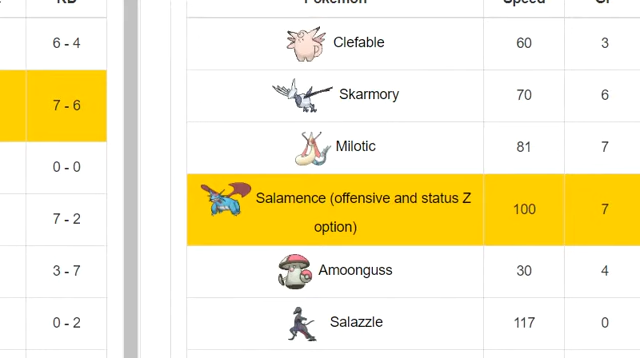 Pokemon Speed
6 - 4
7 - 6
0 - 0
7 - 2
3 - 7
0 - 2
Clefable 60 3
Skarmory 70 6
Milotic 81 7
Salamence (offensive and status Z
option) 100 7
Amoonguss 30 4
Salazzle 117 0